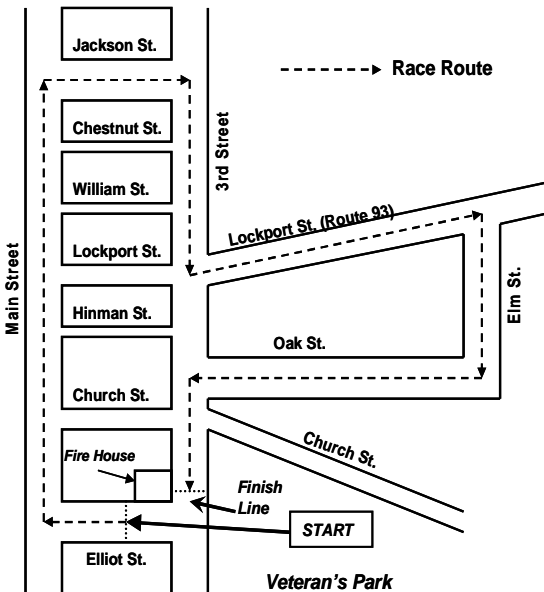 Jackson St.
Race Route
Chestnut St.
3rd Street
William St.
Lockport St. (Route 93)
Lockport St.
Main Street
Elm St.
Hinman St.
Oak St.
Church St.
Church St.
Fire House
Finish
Line
START
Elliot St.
Veteran's Park